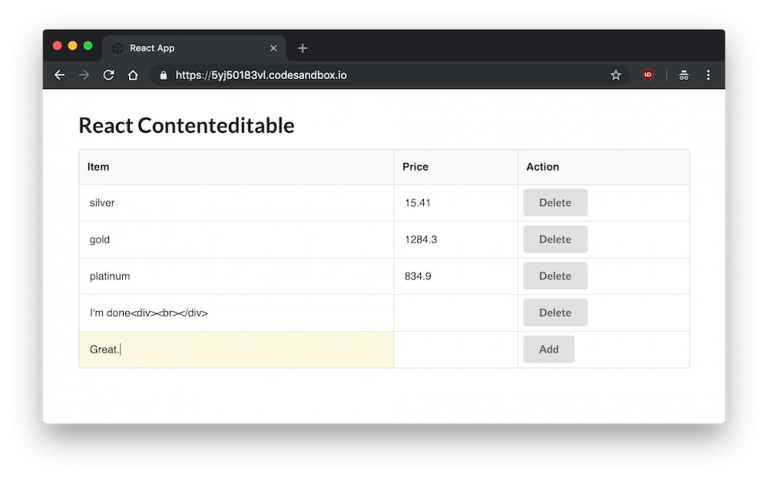 React App
https://5yj50183vl.codesandbox.io
React Contenteditable
Item Price Action
silver 15.41 Delete
gold 1284.3 Delete
platinum 834.9 Delete
I'm done<div><br></div> Delete
Great. Add